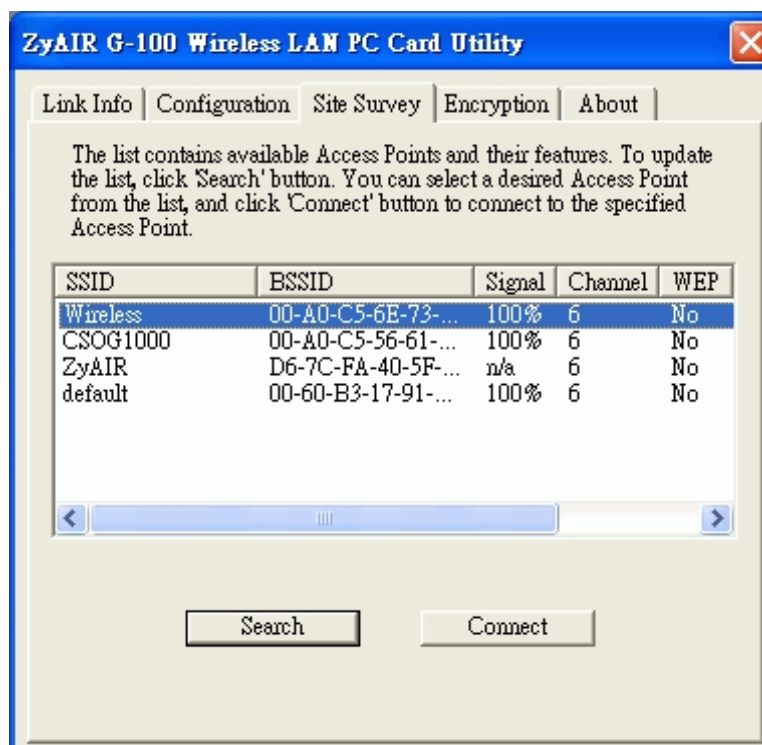 ZyAIR G-100 Wireless LAN PC Card Utility
Link Info Configuration Site Survey Encryption About
The list contains available Access Points and their features. To update
the list, click 'Search' button. You can select a desired Access Point
from the list, and click 'Connect' button to connect to the specified
Access Point.
SSID BSSID Signal Channel WEP
Wireless 00-A0-C5-6E-73-... 100% 6 No
CSOG1000 00-A0-C5-56-61-... 100% 6 No
ZyAIR D6-7C-FA-40-5F-... n/a 6 No
default 00-60-B3-17-91-... 100% 6 No
Search Connect